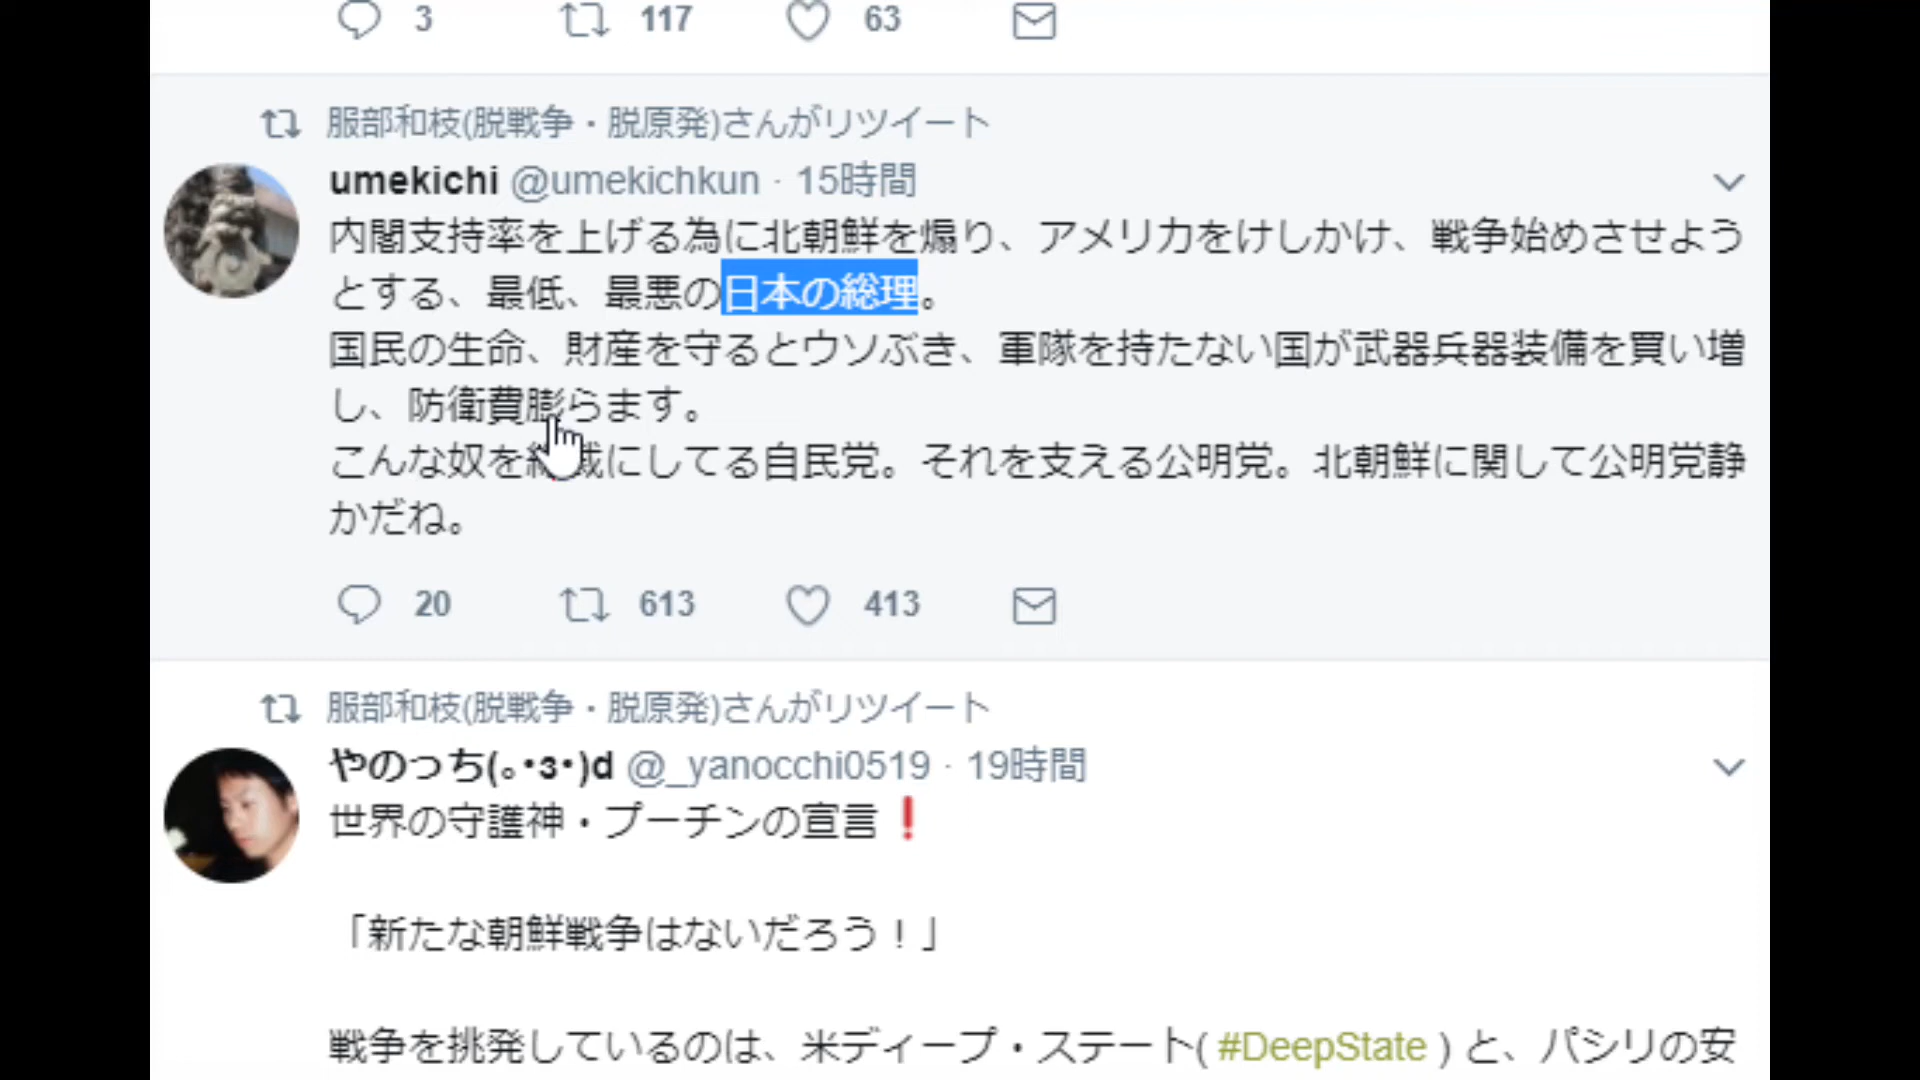 3 117 63
服部和枝(脱戦争・脱原発)さんがリツイート
umekichi @umekichkun · 15時間
内閣支持率を上げる為に北朝鮮を煽り、アメリカをけしかけ、戦争始めさせよう
とする、最低、最悪の日本の総理。
国民の生命、財産を守るとウソぶき、軍隊を持たない国が武器兵器装備を買い増
し、防衛費膨らます。
こんな奴を総裁にしてる自民党。それを支える公明党。北朝鮮に関して公明党静
かだね。
20 613 413
服部和枝(脱戦争・脱原発)さんがリツイート
やのっち(｡･з･)d @_yanocchi0519 · 19時間
世界の守護神・プーチンの宣言❗
「新たな朝鮮戦争はないだろう！」
戦争を挑発しているのは、米ディープ・ステート( #DeepState ) と、パシリの安